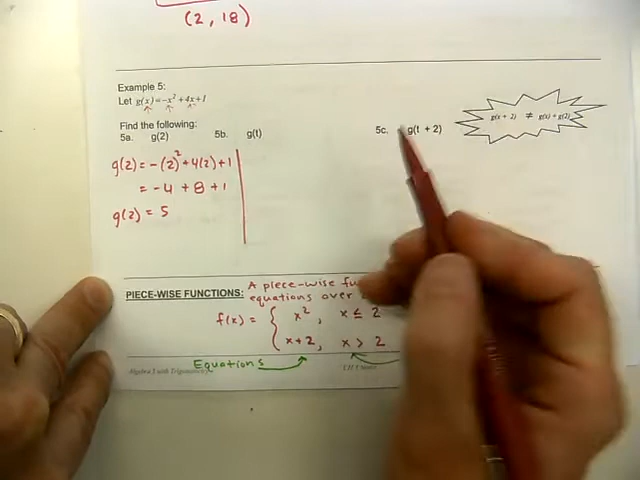 (2, 18)
Example 5:
Let g(x) = -x² + 4x + 1
Find the following:
5a. g(2) 5b. g(t) 5c. g(t + 2)
g(x + 2) ≠ g(x) + g(2)
g(2) = -(2)² + 4(2) + 1
= -4 + 8 + 1
g(2) = 5
PIECE-WISE FUNCTIONS: A piece-wise
equations over
f(x) = { x², x ≤ 2
x+2, x > 2
Equations
Algebra 3 with Trigonometry